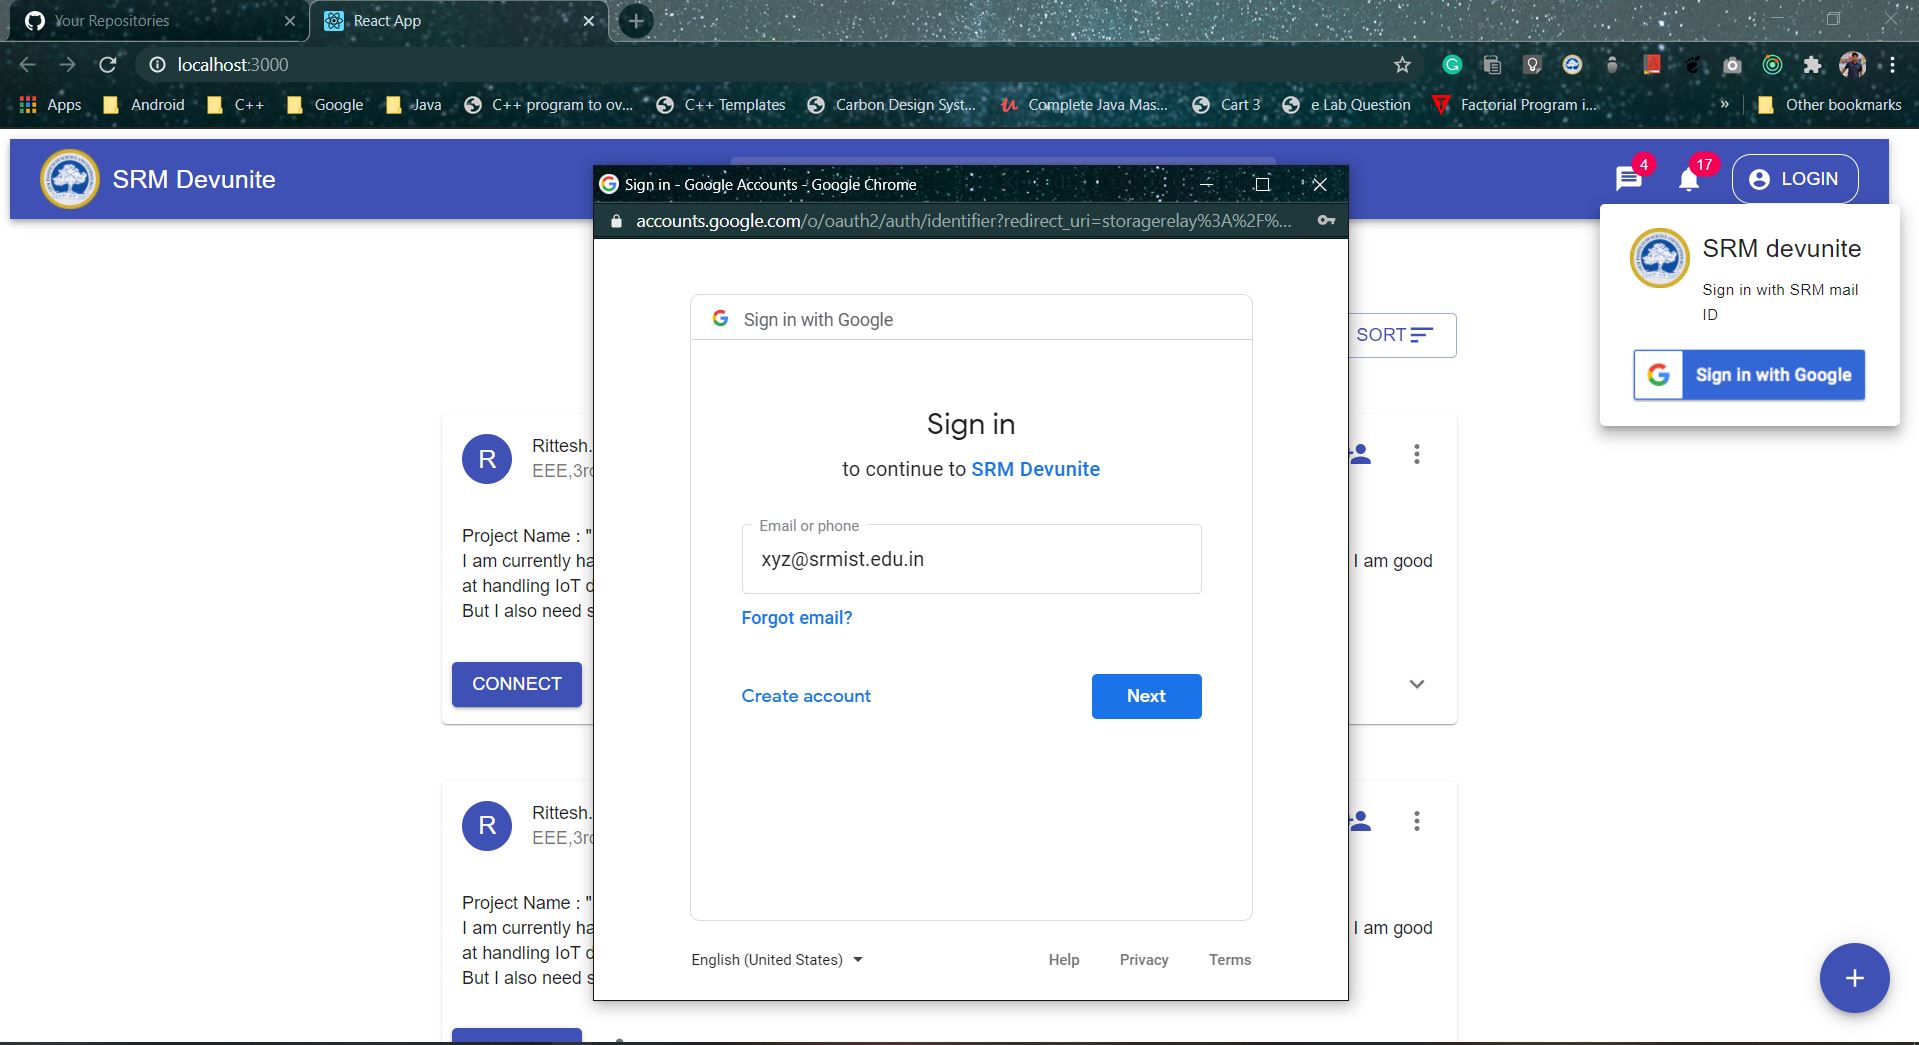 Your Repositories
React App
localhost:3000
Apps
Android
C++
Google
Java
C++ program to ov...
C++ Templates
Carbon Design Syst...
Complete Java Mas...
Cart 3
e Lab Question
Factorial Program i...
»
Other bookmarks
SRM Devunite
4
17
LOGIN
SRM devunite
Sign in with SRM mail
ID
Sign in with Google
SORT
Sign in - Google Accounts - Google Chrome
accounts.google.com/o/oauth2/auth/identifier?redirect_uri=storagerelay%3A%2F%...
Sign in with Google
Sign in
to continue to SRM Devunite
Email or phone
xyz@srmist.edu.in
Forgot email?
Create account
Next
English (United States)
Help
Privacy
Terms
R
Rittesh.
EEE,3rd
Project Name : "
I am currently ha
I am good
at handling IoT d
But I also need s
CONNECT
R
Rittesh.
EEE,3rd
Project Name : "
I am currently ha
I am good
at handling IoT d
But I also need s
+